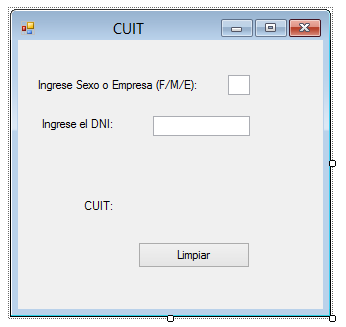 CUIT
Ingrese Sexo o Empresa (F/M/E):
Ingrese el DNI:
CUIT:
Limpiar